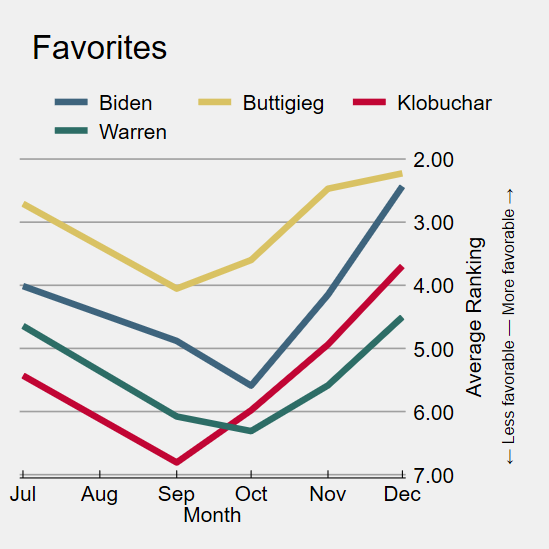 Favorites
Biden Buttigieg Klobuchar
Warren
2.00
3.00
4.00
5.00
6.00
7.00
Average Ranking
← Less favorable — More favorable →
Jul Aug Sep Oct Nov Dec
Month